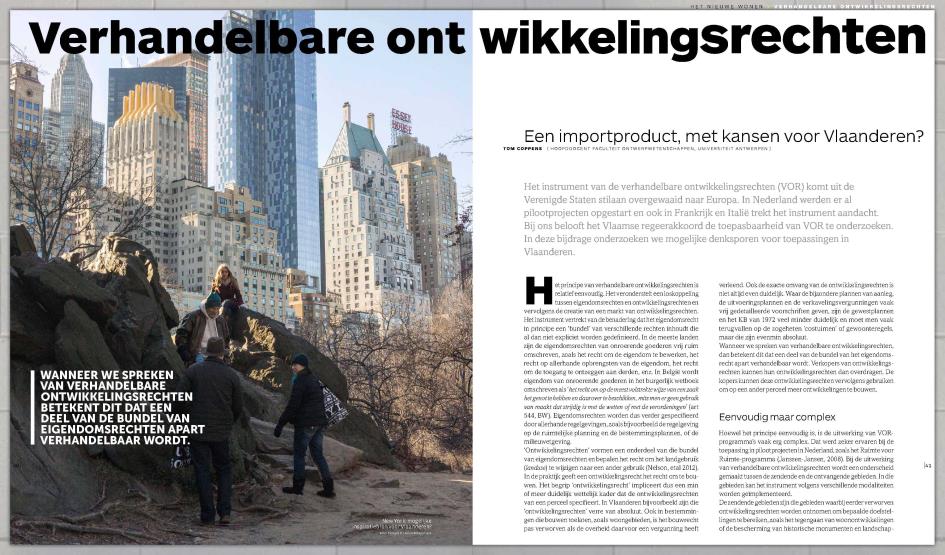 HET NIEUWE WONEN VERHANDELBARE ONTWIKKELINGSRECHTEN
Verhandelbare ontwikkelingsrechten
ESSEX
HOUSE
WANNEER WE SPREKEN
VAN VERHANDELBARE
ONTWIKKELINGSRECHTEN
BETEKENT DIT DAT EEN
DEEL VAN DE BUNDEL VAN
EIGENDOMSRECHTEN APART
VERHANDELBAAR WORDT.
Een importproduct, met kansen voor Vlaanderen?
TOM COPPENS [ HOOFDDOCENT FACULTEIT ONTWERPWETENSCHAPPEN, UNIVERSITEIT ANTWERPEN ]
Het instrument van de verhandelbare ontwikkelingsrechten (VOR) komt uit de
Verenigde Staten stilaan overgewaaid naar Europa. In Nederland werden er al
pilootprojecten opgestart en ook in Frankrijk en Italië trekt het instrument aandacht.
Bij ons belooft het Vlaamse regeerakkoord de toepasbaarheid van VOR te onderzoeken.
In deze bijdrage onderzoeken we mogelijke denksporen voor toepassingen in
Vlaanderen.
Het principe van verhandelbare ontwikkelingsrechten is
relatief eenvoudig. Het veronderstelt een loskoppeling
tussen eigendomsrechten en ontwikkelingsrechten en
vervolgens de creatie van een markt van ontwikkelingsrechten.
Het instrument vertrekt van de benadering dat het eigendomsrecht
in principe een 'bundel' van verschillende rechten inhoudt die
al dan niet expliciet worden gedefinieerd. In de meeste landen
zijn de eigendomsrechten van onroerende goederen vrij ruim
omschreven, zoals het recht om de eigendom te bewerken, het
recht op allerhande opbrengsten van de eigendom, het recht
om de toegang te ontzeggen aan derden, enz. In België wordt
eigendom van onroerende goederen in het burgerlijk wetboek
omschreven als 'het recht om op de meest volstrekte wijze van een zaak
het genot te hebben en daarover te beschikken, mits men er geen gebruik
van maakt dat strijdig is met de wetten of met de verordeningen' (art
544, BW). Eigendomsrechten worden dus verder gespecificeerd
door allerhande regelgevingen, zoals bijvoorbeeld de regelgeving
op de ruimtelijke planning en de bestemmingsplannen, of de
milieuwetgeving.
'Ontwikkelingsrechten' vormen een onderdeel van de bundel
van eigendomsrechten en bepalen het recht om het landgebruik
(landuse) te wijzigen naar een ander gebruik (Nelson, etal 2012).
In de praktijk geeft een ontwikkelingsrecht het recht om te bou-
wen. Het begrip 'ontwikkelingsrecht' impliceert dus een min
of meer duidelijk wettelijk kader dat de ontwikkelingsrechten
van een perceel specificeert. In Vlaanderen bijvoorbeeld zijn die
'ontwikkelingsrechten' verre van absoluut. Ook in bestemmin-
gen die bouwen toelaten, zoals woongebieden, is het bouwrecht
pas verworven als de overheid daarvoor een vergunning heeft
verleend. Ook de exacte omvang van de ontwikkelingsrechten is
niet altijd even duidelijk. Waar de bijzondere plannen van aanleg,
de uitvoeringsplannen en de verkavelingsvergunningen vaak
vrij gedetailleerde voorschriften geven, zijn de gewestplannen
en het KB van 1972 veel minder duidelijk en moet men vaak
terugvallen op de zogeheten 'costuimen' of gewoonteregels,
maar die zijn evenmin absoluut.
Wanneer we spreken van verhandelbare ontwikkelingsrechten,
dan betekent dit dat een deel van de bundel van het eigendoms-
recht apart verhandelbaar wordt. Verkopers van ontwikkelings-
rechten kunnen hun ontwikkelingsrechten dan overdragen. De
kopers kunnen deze ontwikkelingsrechten vervolgens gebruiken
om op een ander perceel meer ontwikkelingen te bouwen.
Eenvoudig maar complex
Hoewel het principe eenvoudig is, is de uitwerking van VOR-
programma's vaak erg complex. Dat werd zeker ervaren bij de
toepassing in pilootprojecten in Nederland, zoals het Ruimte voor
Ruimte-programma (Janssen-Jansen, 2008). Bij de uitwerking
van verhandelbare ontwikkelingsrechten wordt een onderscheid
gemaakt tussen de zendende en de ontvangende gebieden. In die
gebieden kan het instrument volgens verschillende modaliteiten
worden geïmplementeerd.
De zendende gebieden zijn die gebieden waarbij eerder verworven
ontwikkelingsrechten worden ontnomen om bepaalde doelstel-
lingen te bereiken, zoals het tegengaan van woonontwikkelingen
of de bescherming van historische monumenten en landschap-